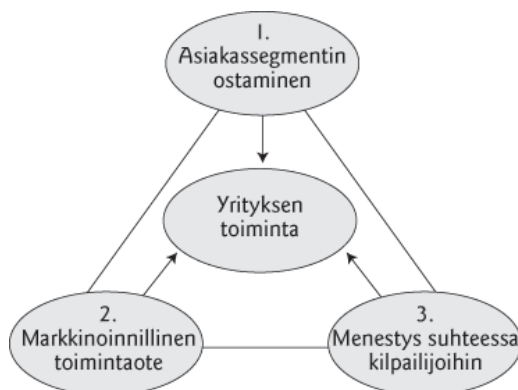 1.
Asiakassegmentin
ostaminen
Yrityksen
toiminta
2.
Markkinoinnillinen
toimintaote
3.
Menestys suhteessa
kilpailijoihin